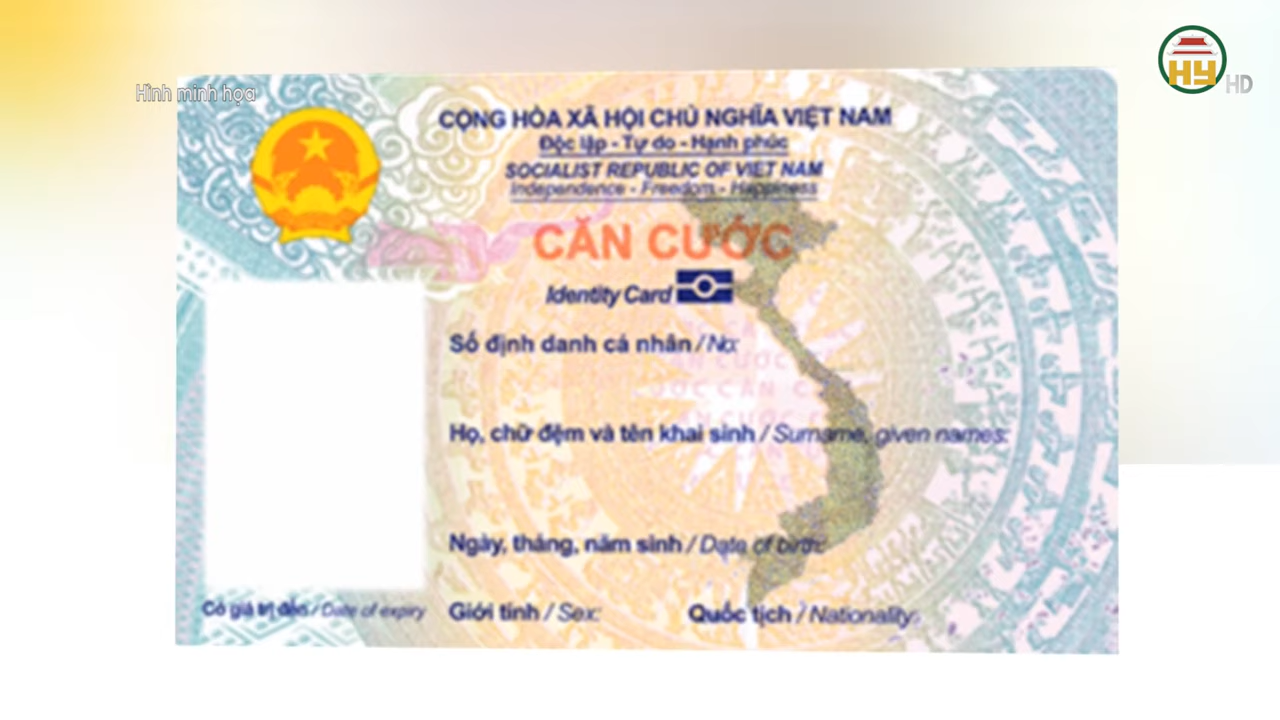 Hình minh họa
HY HD
CỘNG HÒA XÃ HỘI CHỦ NGHĨA VIỆT NAM
Độc lập - Tự do - Hạnh phúc
SOCIALIST REPUBLIC OF VIET NAM
Independence - Freedom - Happiness
CĂN CƯỚC
Identity Card
Số định danh cá nhân / No:
Họ, chữ đệm và tên khai sinh / Surname, given names:
Ngày, tháng, năm sinh / Date of birth:
Có giá trị đến / Date of expiry
Giới tính / Sex:
Quốc tịch / Nationality: